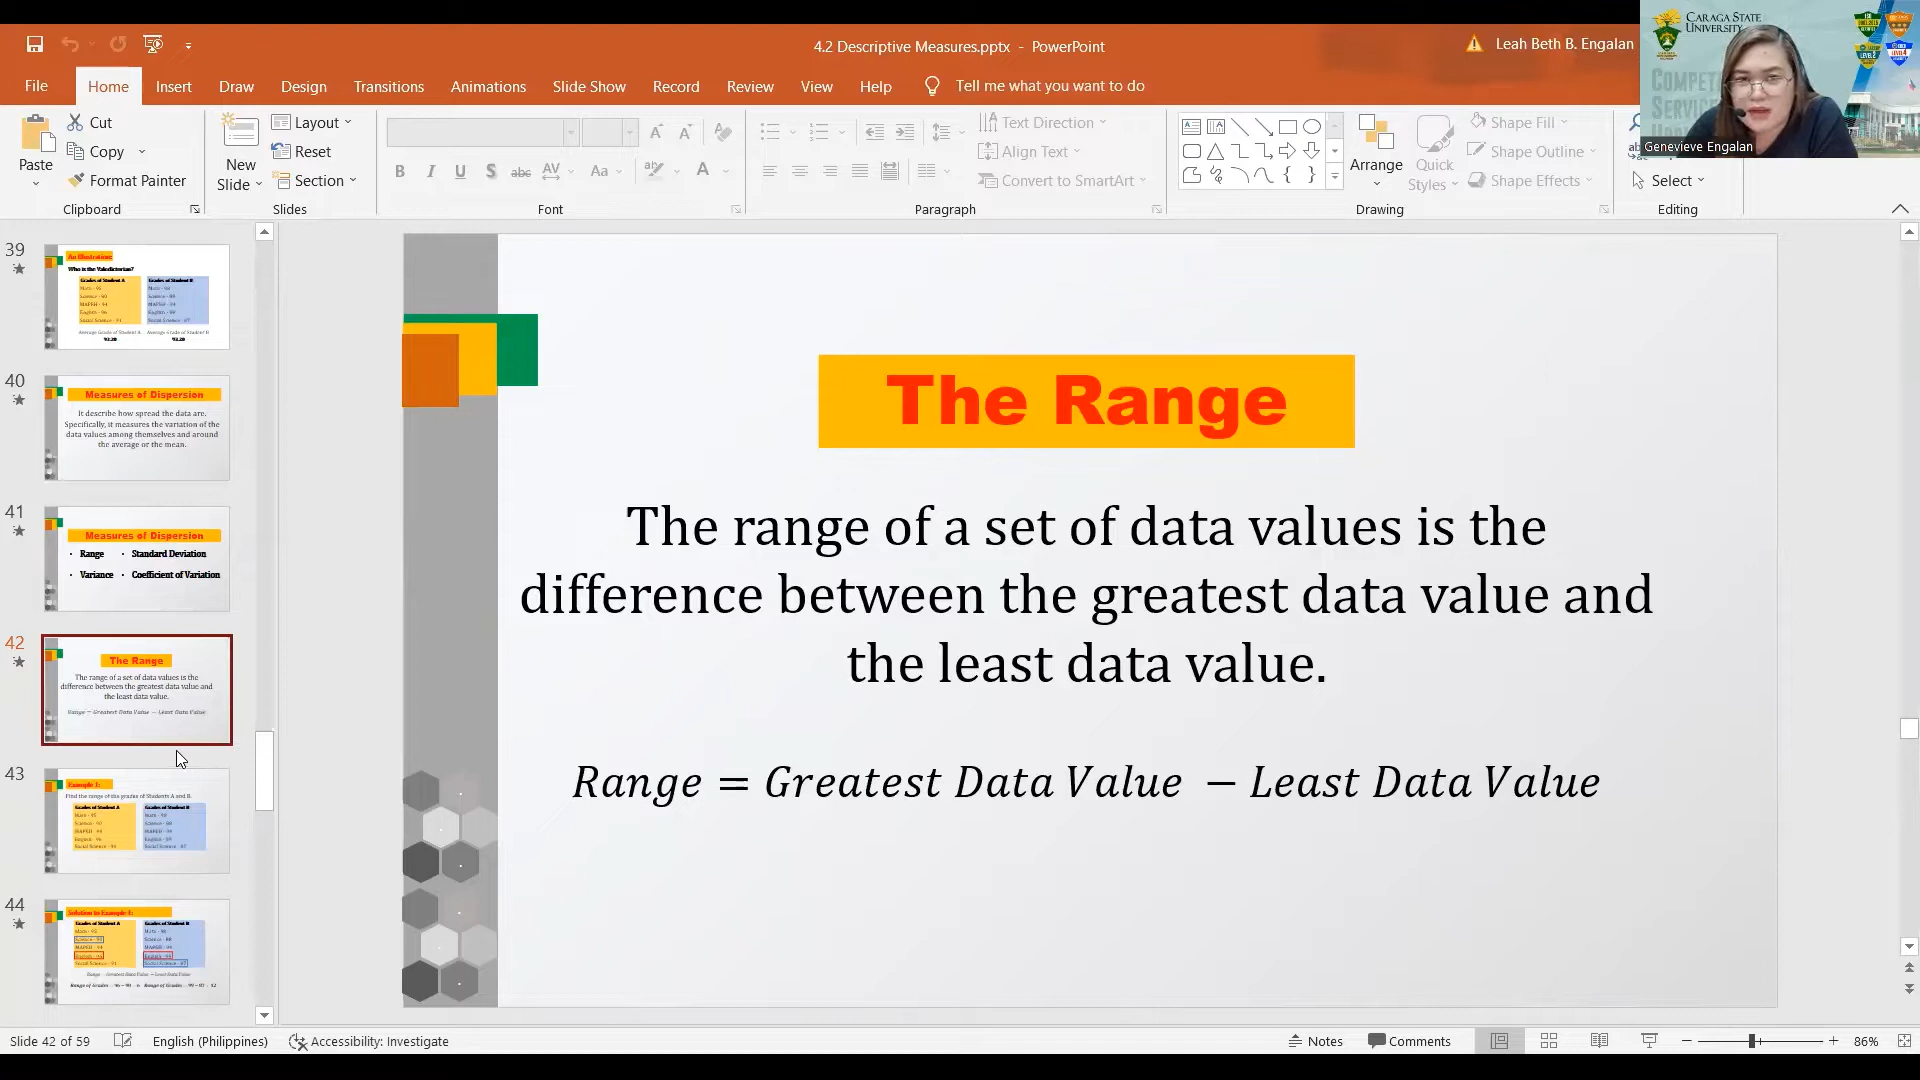 4.2 Descriptive Measures.pptx - PowerPoint
Leah Beth B. Engalan
CARAGA STATE
UNIVERSITY
Genevieve Engalan
File Home Insert Draw Design Transitions Animations Slide Show Record Review View Help Tell me what you want to do
Paste
Cut
Copy
Format Painter
Clipboard
New
Slide
Layout
Reset
Section
Slides
Font
Text Direction
Align Text
Convert to SmartArt
Paragraph
Arrange
Quick
Styles
Shape Fill
Shape Outline
Shape Effects
Drawing
Select
Editing
39
An Illustration:
Who is the Valedictorian?
Grades of Student A Grades of Student B
Average Grade of Student A Average Grade of Student B
93.20 93.20
40
Measures of Dispersion
It describe how spread the data are.
Specifically, it measures the variation of the
data values among themselves and around
the average or the mean.
41
Measures of Dispersion
• Range • Standard Deviation
• Variance • Coefficient of Variation
42
The Range
The range of a set of data values is the
difference between the greatest data value and
the least data value.
Range = Greatest Data Value − Least Data Value
43
Example 1:
Find the range of the grades of Students A and B.
Grades of Student A Grades of Student B
44
Solution to Example 1:
Grades of Student A Grades of Student B
The Range
The range of a set of data values is the
difference between the greatest data value and
the least data value.
Range = Greatest Data Value − Least Data Value
Slide 42 of 59
English (Philippines)
Accessibility: Investigate
Notes
Comments
86%